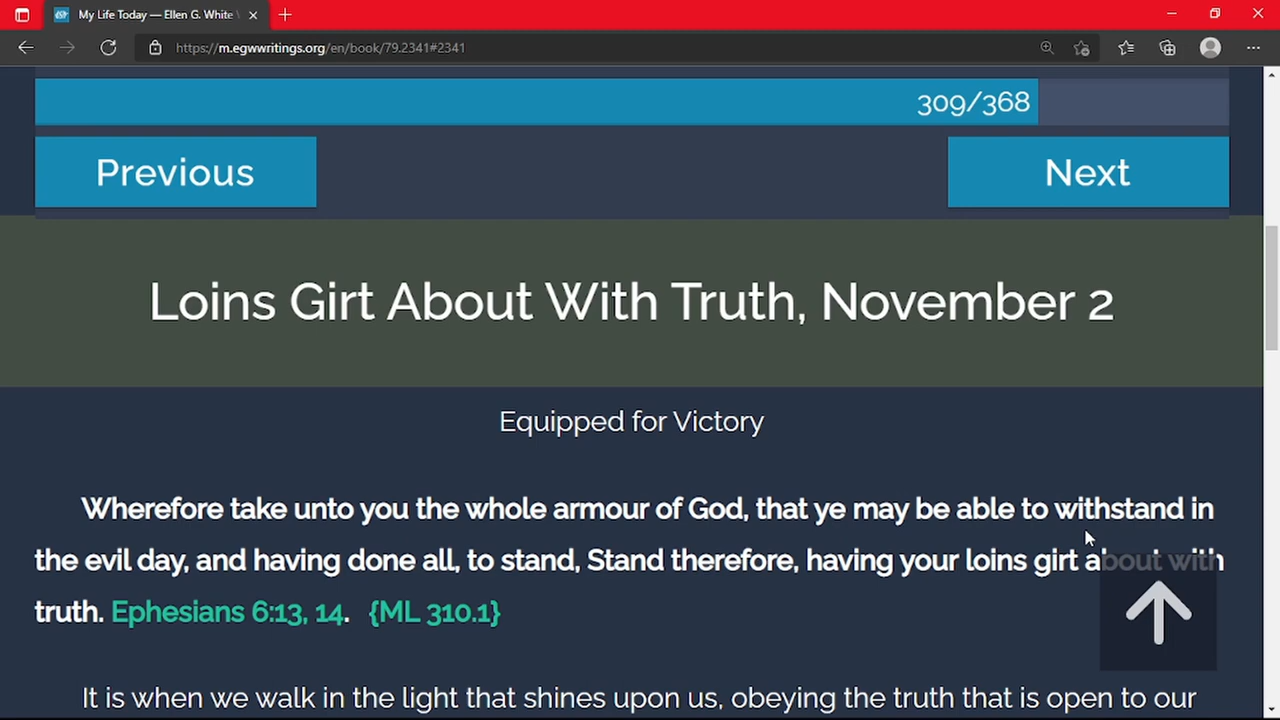 My Life Today — Ellen G. White
https://m.egwwritings.org/en/book/79.2341#2341
309/368
Previous
Next
Loins Girt About With Truth, November 2
Equipped for Victory
Wherefore take unto you the whole armour of God, that ye may be able to withstand in
the evil day, and having done all, to stand, Stand therefore, having your loins girt about with
truth. Ephesians 6:13, 14. {ML 310.1}
It is when we walk in the light that shines upon us, obeying the truth that is open to our